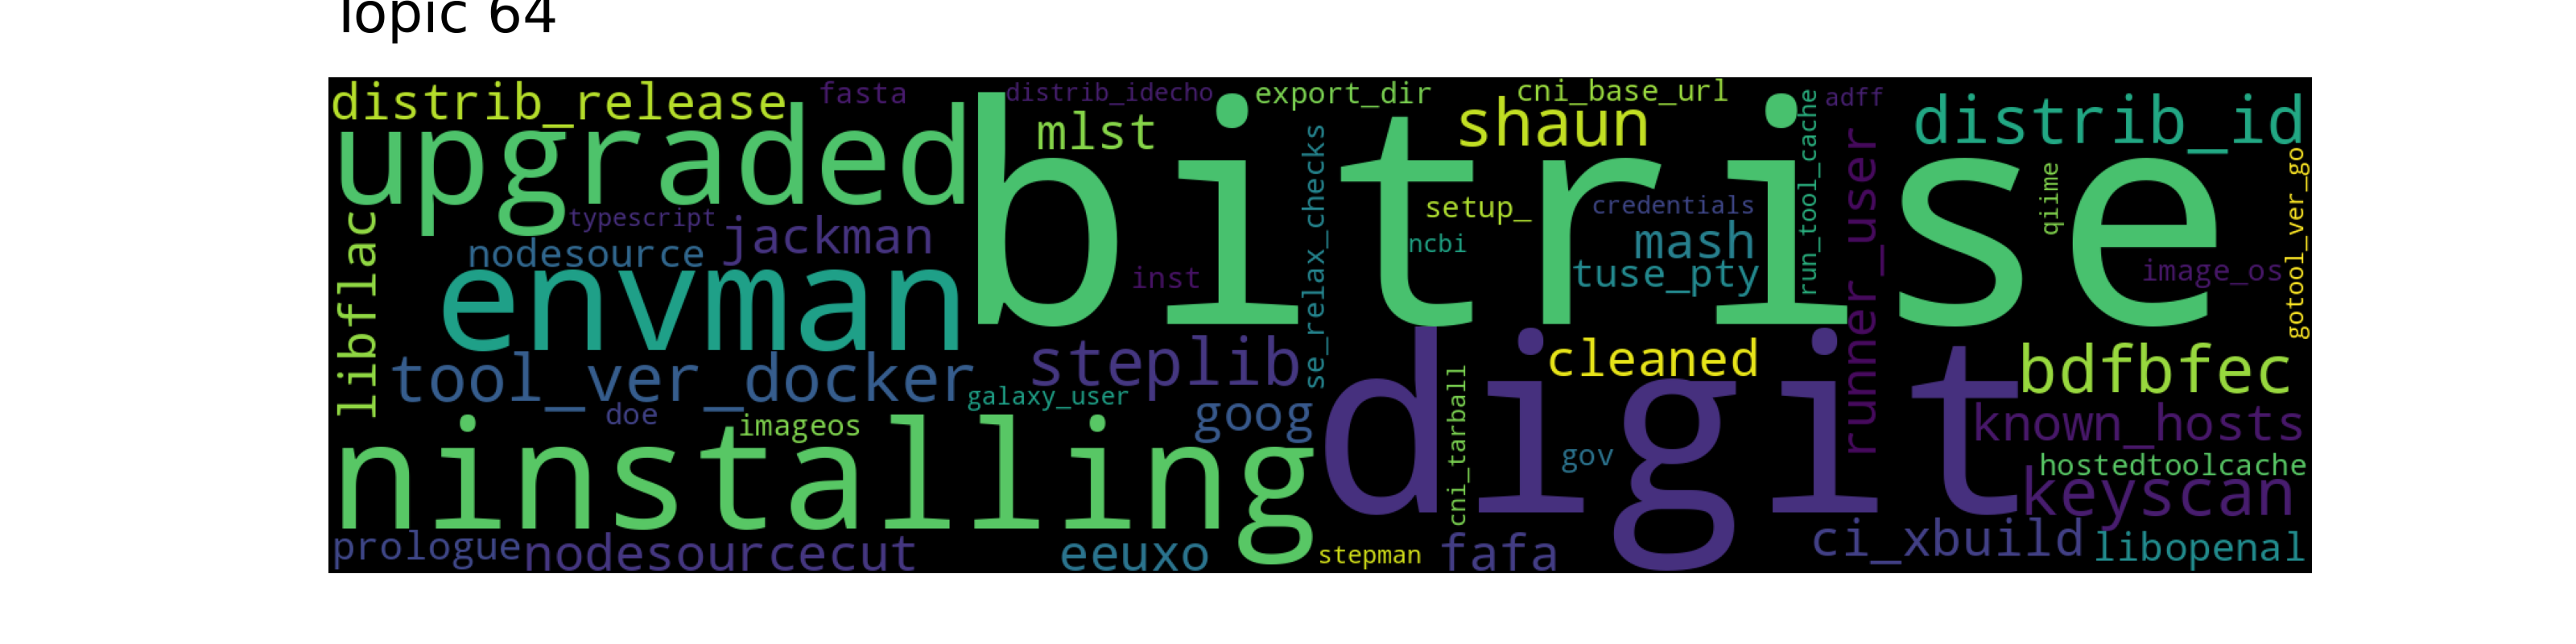 Topic 64
distrib_release
fasta
distrib_idecho
export_dir
cni_base_url
adff
distrib_id
upgraded
mlst
shaun
bitrise
run_tool_cache
se_relax_checks
runner_user
qiime
gotool_ver_go
libflac
typescript
jackman
nodesource
setup_
credentials
ncbi
mash
tuse_pty
inst
image_os
envman
steplib
cleaned
bdfbfec
tool_ver_docker
galaxy_user
doe
imageos
goog
digit
cni_tarball
gov
known_hosts
hostedtoolcache
keyscan
ninstalling
prologue
nodesourcecut
eeuxo
stepman
fafa
ci_xbuild
libopenal